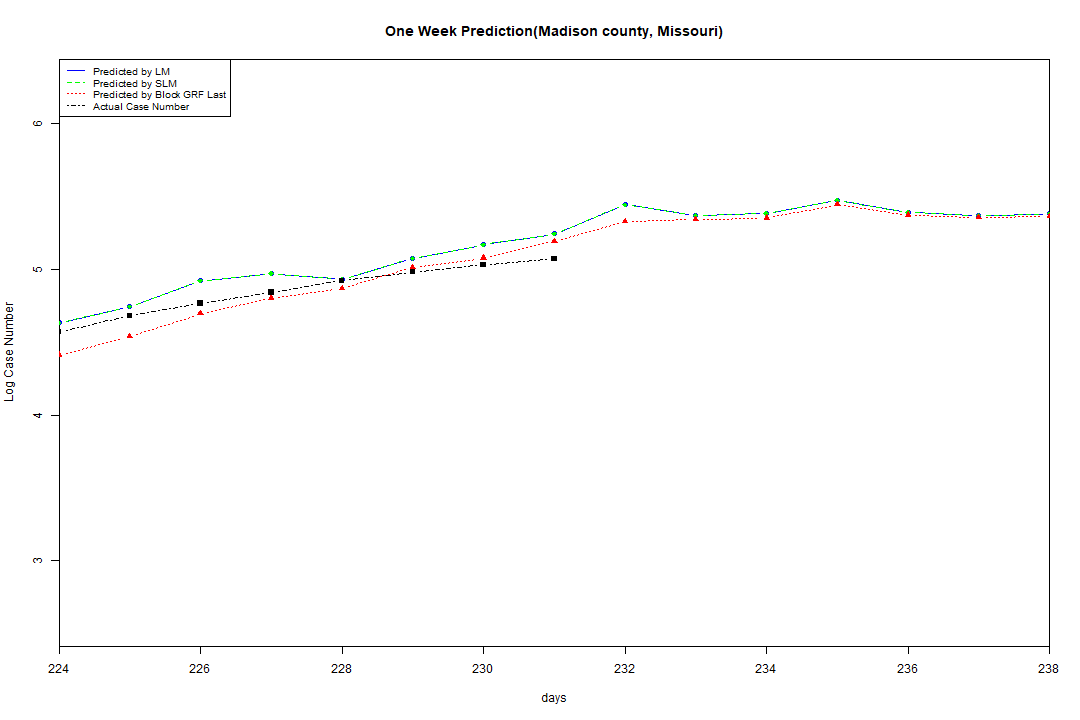 One Week Prediction(Madison county, Missouri)
Predicted by LM
Predicted by SLM
Predicted by Block GRF Last
Actual Case Number
6
5
4
3
Log Case Number
224 226 228 230 232 234 236 238
days